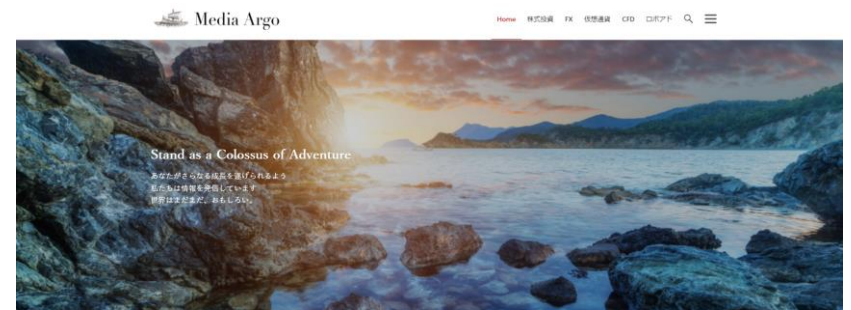 Media Argo
Home 株式投資 FX 仮想通貨 CFD ロボアド
Stand as a Colossus of Adventure
あなたがさらなる成長を遂げられるよう
私たちは情報を発信しています
世界はまだまだ、おもしろい。